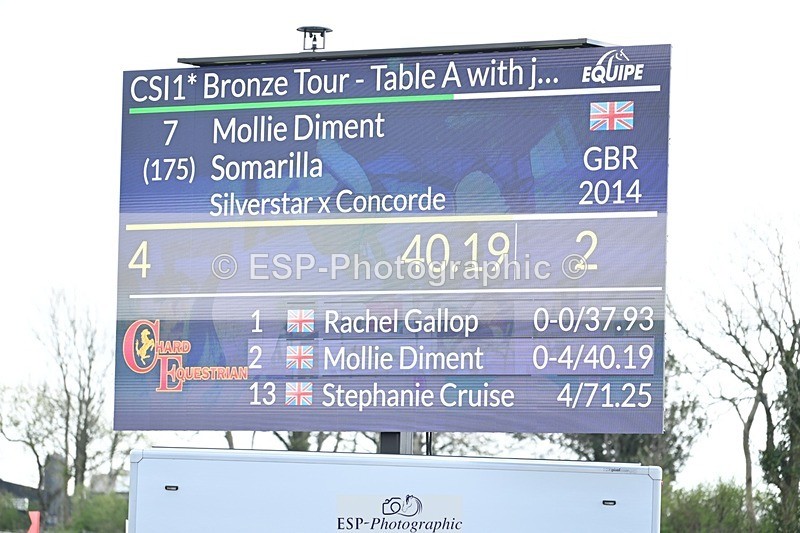 CSI1* Bronze Tour - Table A with j...
EQUIPE
7 Mollie Diment
(175) Somarilla GBR
Silverstar x Concorde 2014
4 40.19 2
© ESP-Photographic ©
1 Rachel Gallop 0-0/37.93
2 Mollie Diment 0-4/40.19
13 Stephanie Cruise 4/71.25
CHARD
EQUESTRIAN
ESP-Photographic